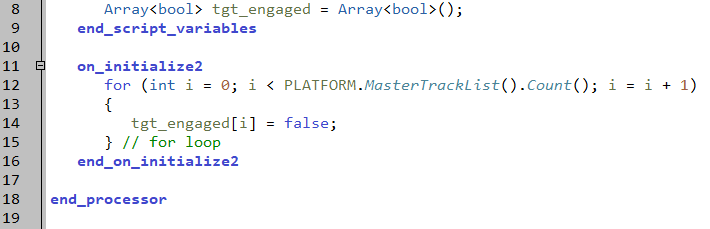 8 Array<bool> tgt_engaged = Array<bool>();
9 end_script_variables
10
11 on_initialize2
12 for (int i = 0; i < PLATFORM.MasterTrackList().Count(); i = i + 1)
13 {
14 tgt_engaged[i] = false;
15 } // for loop
16 end_on_initialize2
17
18 end_processor
19